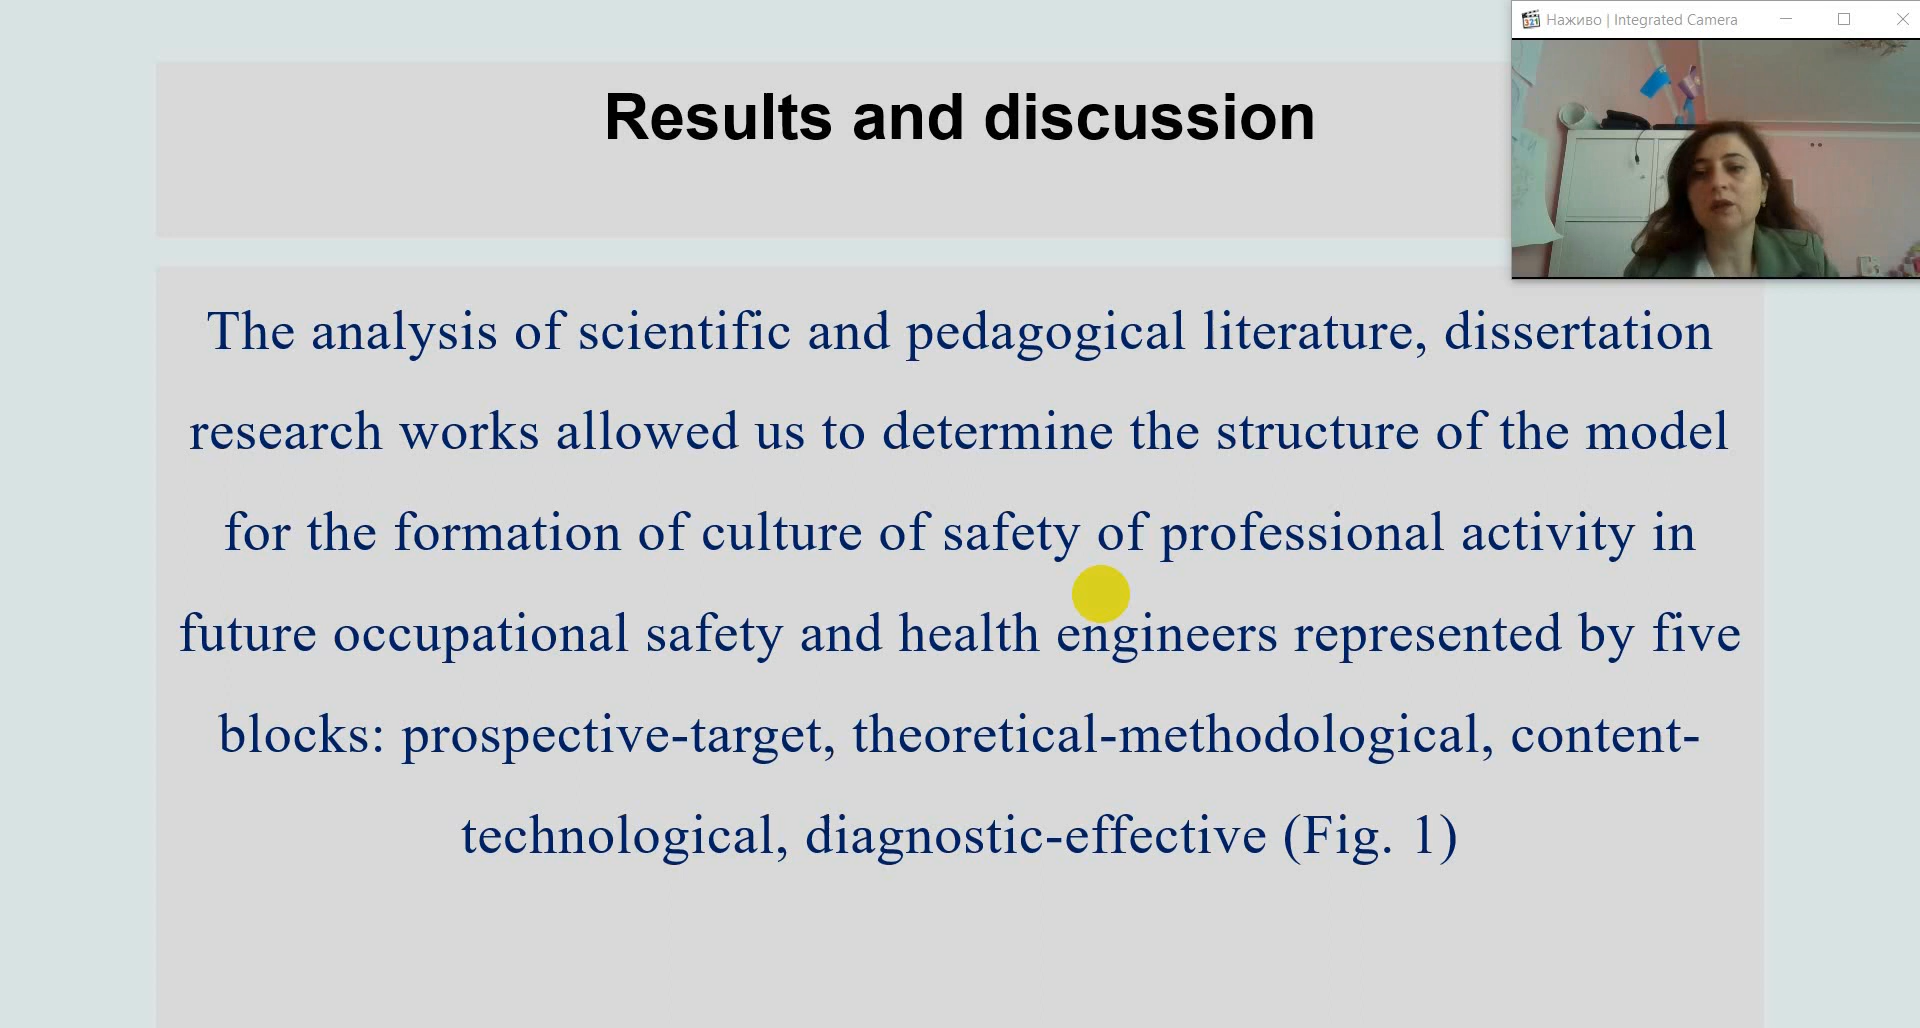 Наживо | Integrated Camera
Results and discussion
The analysis of scientific and pedagogical literature, dissertation
research works allowed us to determine the structure of the model
for the formation of culture of safety of professional activity in
future occupational safety and health engineers represented by five
blocks: prospective-target, theoretical-methodological, content-
technological, diagnostic-effective (Fig. 1)